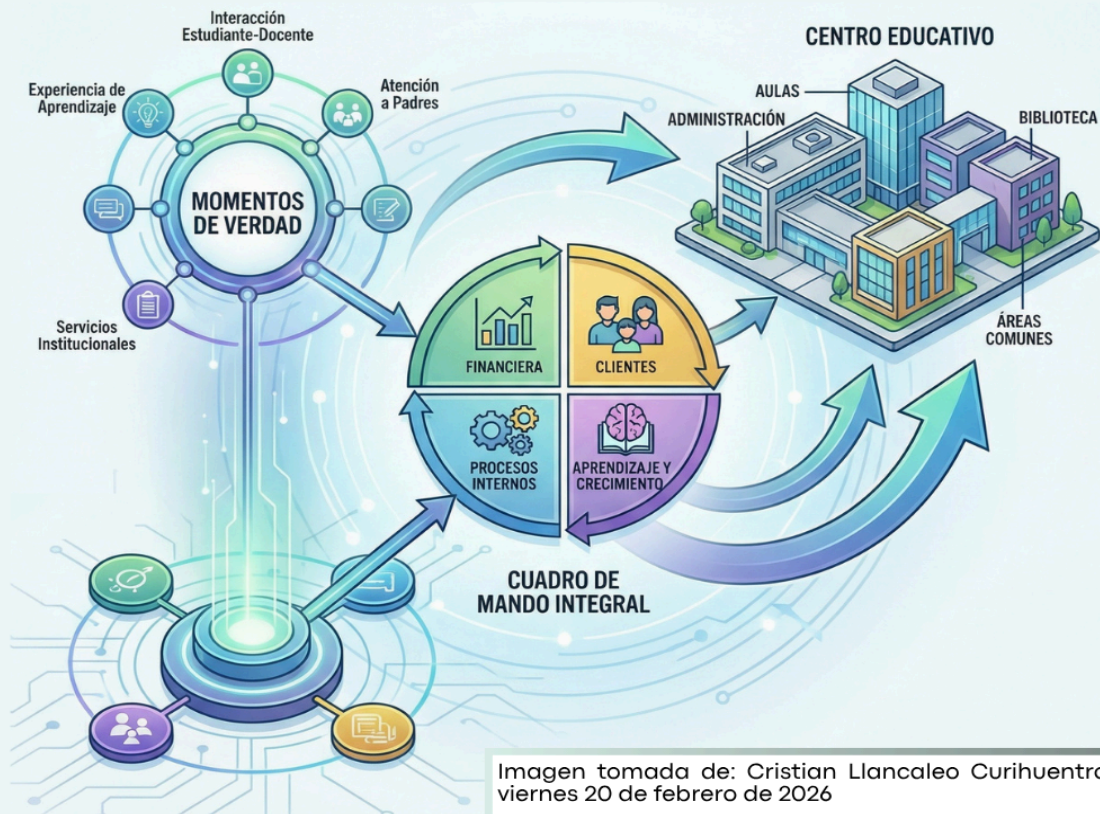 Interacción
Estudiante-Docente
Experiencia de
Aprendizaje
Atención
a Padres
MOMENTOS
DE VERDAD
Servicios
Institucionales
CENTRO EDUCATIVO
AULAS
ADMINISTRACIÓN
BIBLIOTECA
ÁREAS
COMUNES
FINANCIERA
CLIENTES
PROCESOS
INTERNOS
APRENDIZAJE Y
CRECIMIENTO
CUADRO DE
MANDO INTEGRAL
Imagen tomada de: Cristian Llancaleo Curihuentro
viernes 20 de febrero de 2026